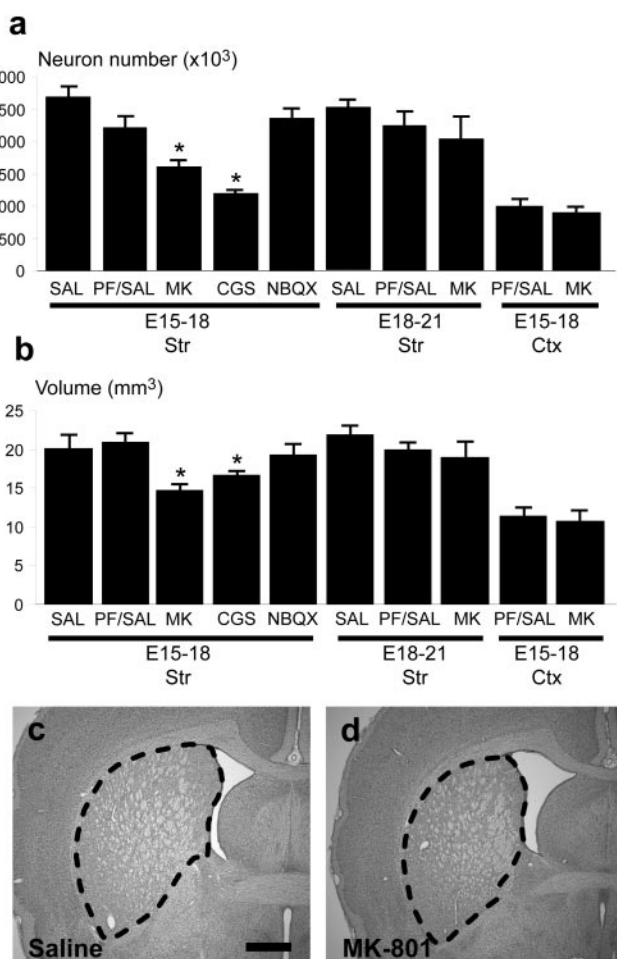 a
Neuron number (x10³)
000
500
000
500
000
500
0
* *
SAL PF/SAL MK CGS NBQX SAL PF/SAL MK PF/SAL MK
E15-18 E18-21 E15-18
Str Str Ctx
b
Volume (mm³)
25
20
15
10
5
0
* *
SAL PF/SAL MK CGS NBQX SAL PF/SAL MK PF/SAL MK
E15-18 E18-21 E15-18
Str Str Ctx
c d
Saline MK-801